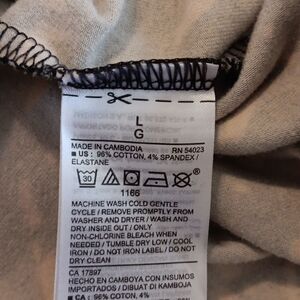 L
G
MADE IN CAMBODIA RN 54023
■ US : 96% COTTON, 4% SPANDEX /
ELASTANE
30
1166
MACHINE WASH COLD GENTLE
CYCLE / REMOVE PROMPTLY FROM
WASHER AND DRYER / WASH AND
DRY INSIDE OUT / ONLY
NON-CHLORINE BLEACH WHEN
NEEDED / TUMBLE DRY LOW / COOL
IRON / DO NOT IRON LABEL / DO NOT
DRY CLEAN
CA 17897
HECHO EN CAMBOYA CON INSUMOS
IMPORTADOS / DIBUAT DI KAMBOJA
■ CA : 96% COTTON, 4%